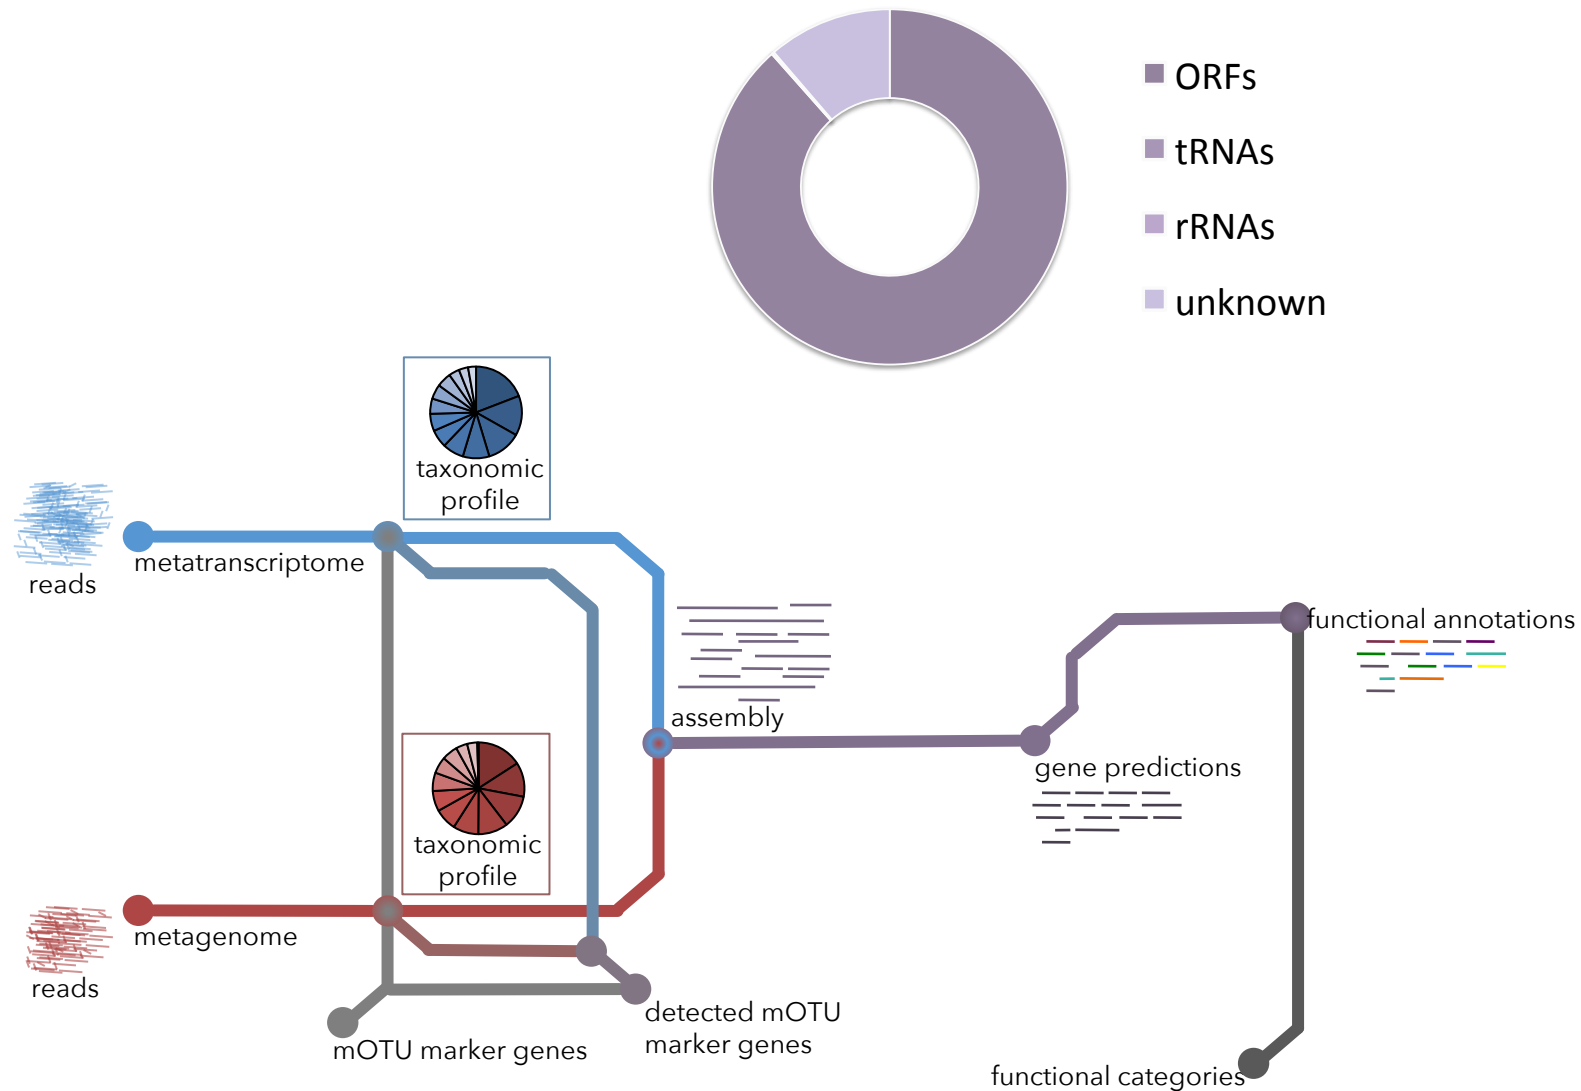 ORFs
tRNAs
rRNAs
unknown
taxonomic
profile
metatranscriptome
reads
functional annotations
assembly
gene predictions
taxonomic
profile
metagenome
reads
detected mOTU
marker genes
mOTU marker genes
functional categories